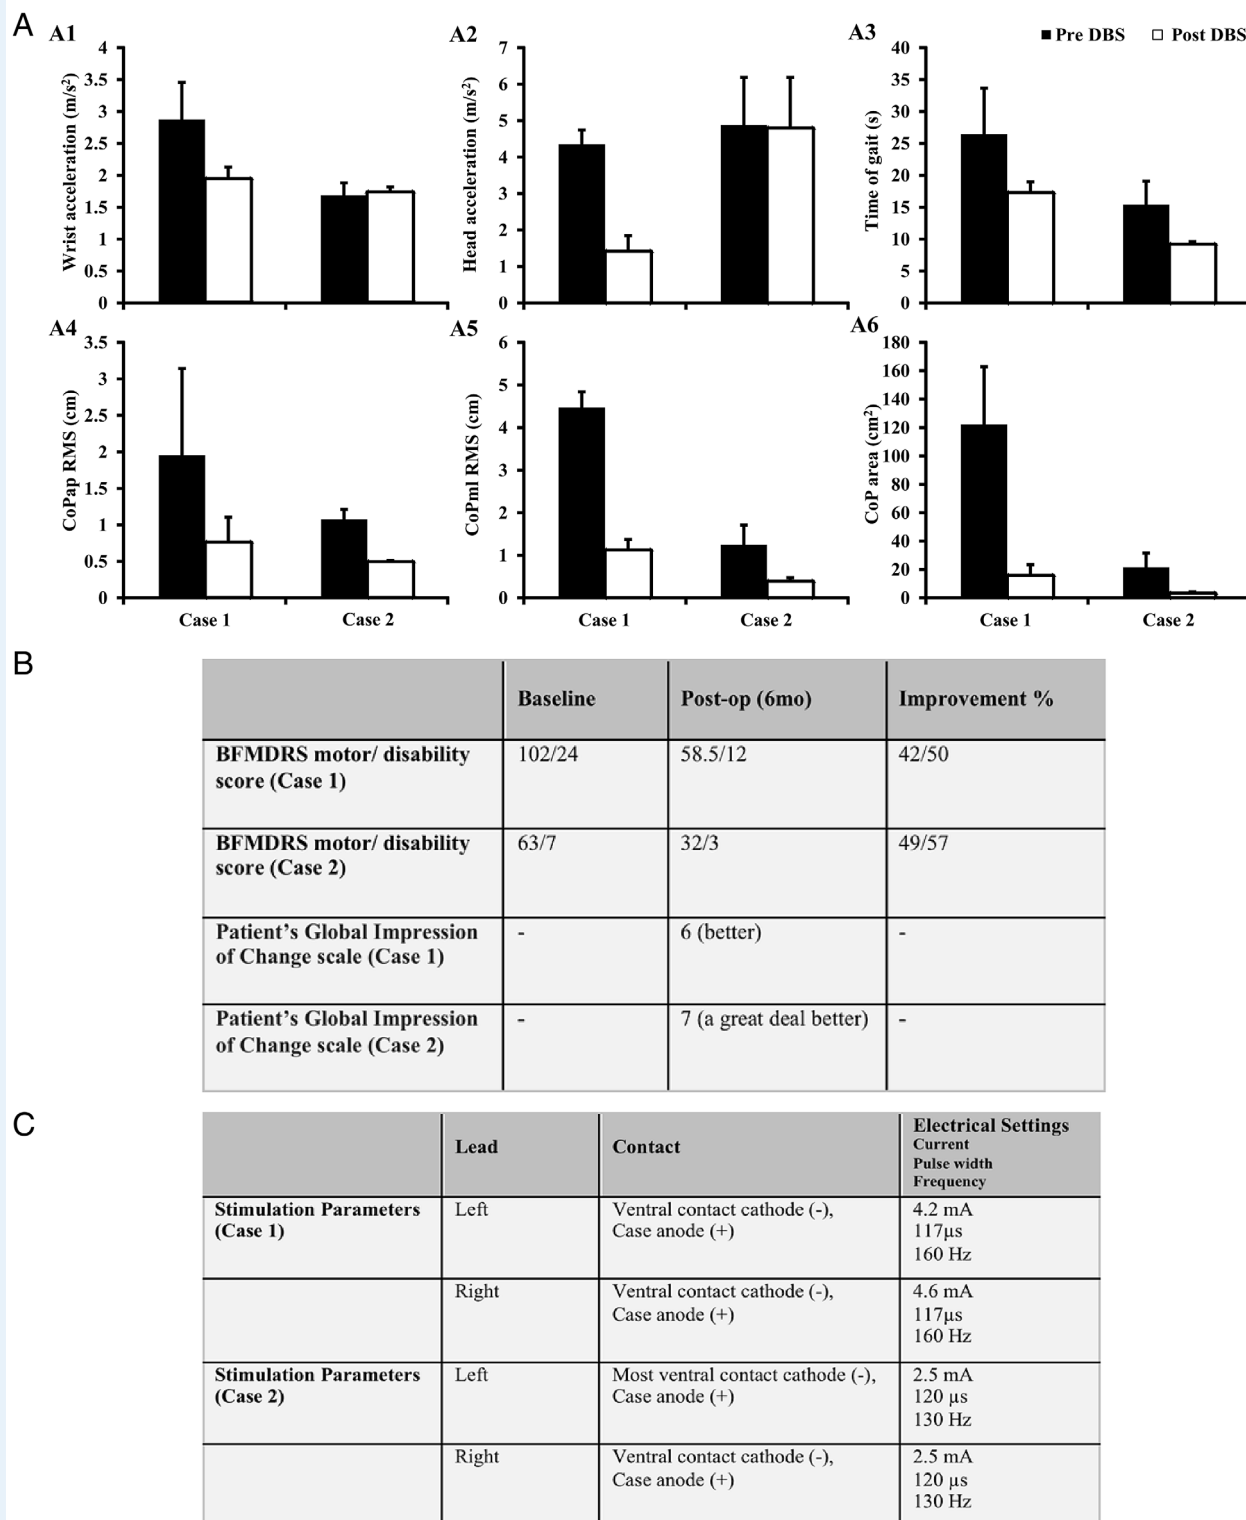 A
A1
A2
A3
Pre DBS Post DBS
Wrist acceleration (m/s²)
4
3.5
3
2.5
2
1.5
1
0.5
0
Head acceleration (m/s²)
7
6
5
4
3
2
1
0
Time of gait (s)
40
35
30
25
20
15
10
5
0
A4
A5
A6
CoPap RMS (cm)
3.5
3
2.5
2
1.5
1
0.5
0
Case 1 Case 2
CoPml RMS (cm)
6
5
4
3
2
1
0
Case 1 Case 2
CoP area (cm²)
180
160
140
120
100
80
60
40
20
0
Case 1 Case 2
B
Baseline Post-op (6mo) Improvement %
BFMDRS motor/ disability 102/24 58.5/12 42/50
score (Case 1)
BFMDRS motor/ disability 63/7 32/3 49/57
score (Case 2)
Patient's Global Impression - 6 (better) -
of Change scale (Case 1)
Patient's Global Impression - 7 (a great deal better) -
of Change scale (Case 2)
C
Lead Contact
Electrical Settings
Current
Pulse width
Frequency
Stimulation Parameters Left Ventral contact cathode (-), 4.2 mA
(Case 1) Case anode (+) 117µs
160 Hz
Right Ventral contact cathode (-), 4.6 mA
Case anode (+) 117µs
160 Hz
Stimulation Parameters Left Most ventral contact cathode (-), 2.5 mA
(Case 2) Case anode (+) 120 µs
130 Hz
Right Ventral contact cathode (-), 2.5 mA
Case anode (+) 120 µs
130 Hz